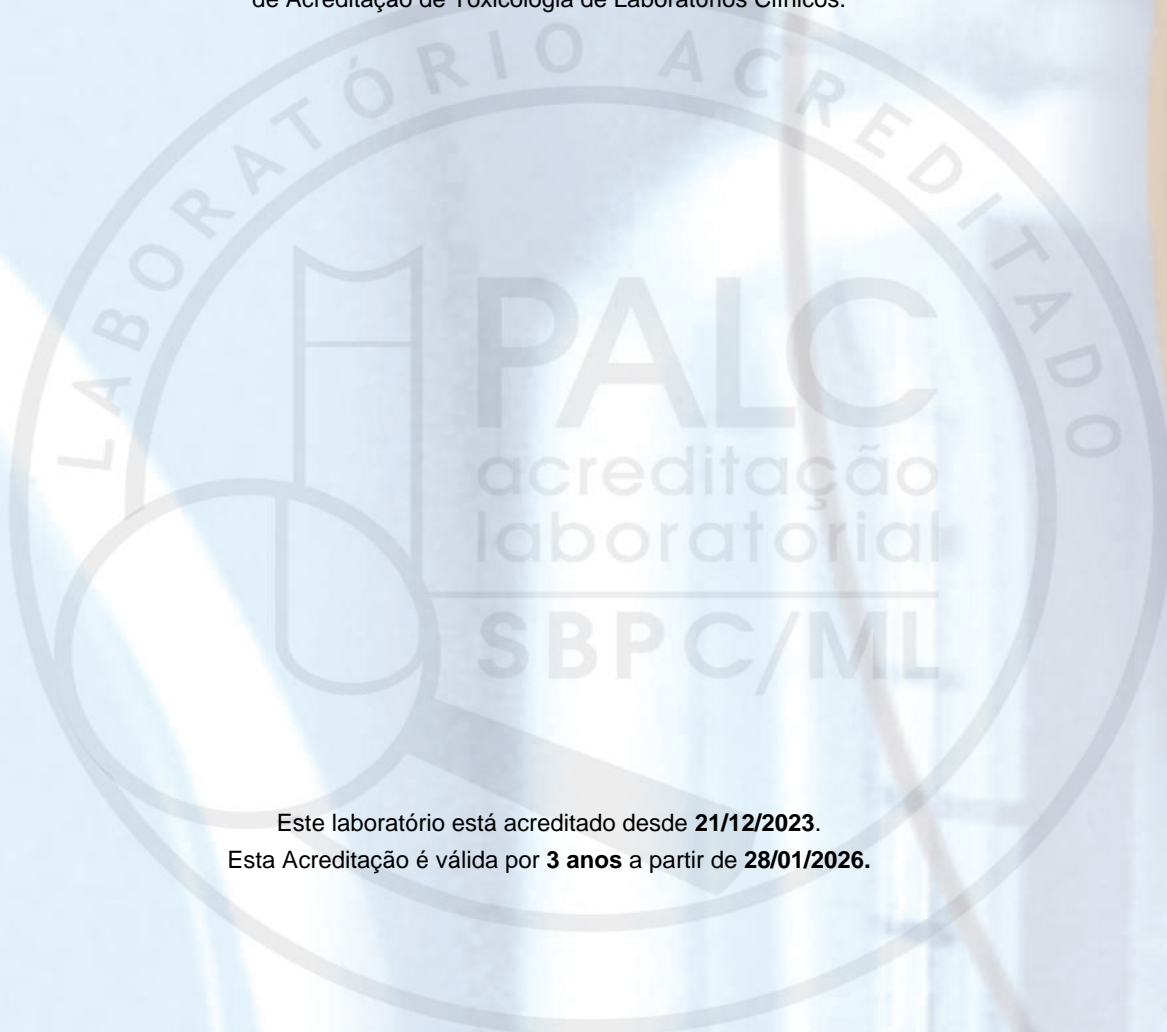 de Acreditação de Toxicologia de Laboratórios Clínicos.
LABORATÓRIO ACREDITADO
PALC
acreditação
laboratorial
SBPC/ML
Este laboratório está acreditado desde 21/12/2023.
Esta Acreditação é válida por 3 anos a partir de 28/01/2026.